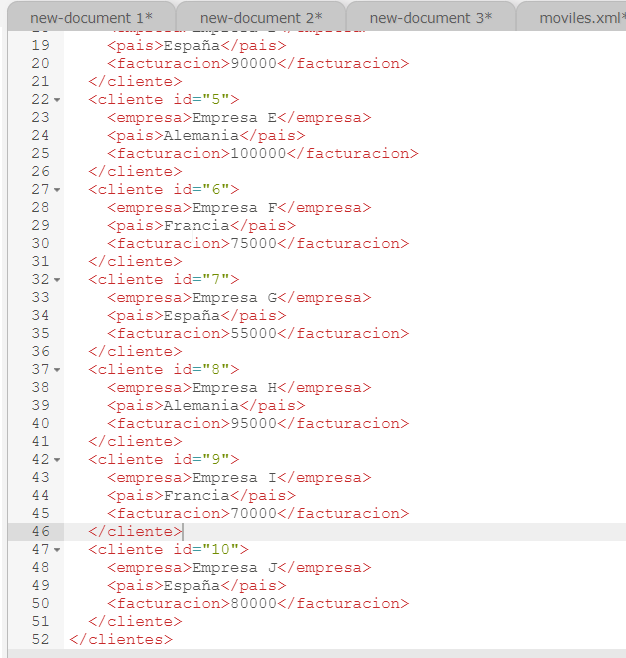 new-document 1* new-document 2* new-document 3* moviles.xml*
19 <pais>España</pais>
20 <facturacion>90000</facturacion>
21 </cliente>
22 <cliente id="5">
23 <empresa>Empresa E</empresa>
24 <pais>Alemania</pais>
25 <facturacion>100000</facturacion>
26 </cliente>
27 <cliente id="6">
28 <empresa>Empresa F</empresa>
29 <pais>Francia</pais>
30 <facturacion>75000</facturacion>
31 </cliente>
32 <cliente id="7">
33 <empresa>Empresa G</empresa>
34 <pais>España</pais>
35 <facturacion>55000</facturacion>
36 </cliente>
37 <cliente id="8">
38 <empresa>Empresa H</empresa>
39 <pais>Alemania</pais>
40 <facturacion>95000</facturacion>
41 </cliente>
42 <cliente id="9">
43 <empresa>Empresa I</empresa>
44 <pais>Francia</pais>
45 <facturacion>70000</facturacion>
46 </cliente>
47 <cliente id="10">
48 <empresa>Empresa J</empresa>
49 <pais>España</pais>
50 <facturacion>80000</facturacion>
51 </cliente>
52 </clientes>